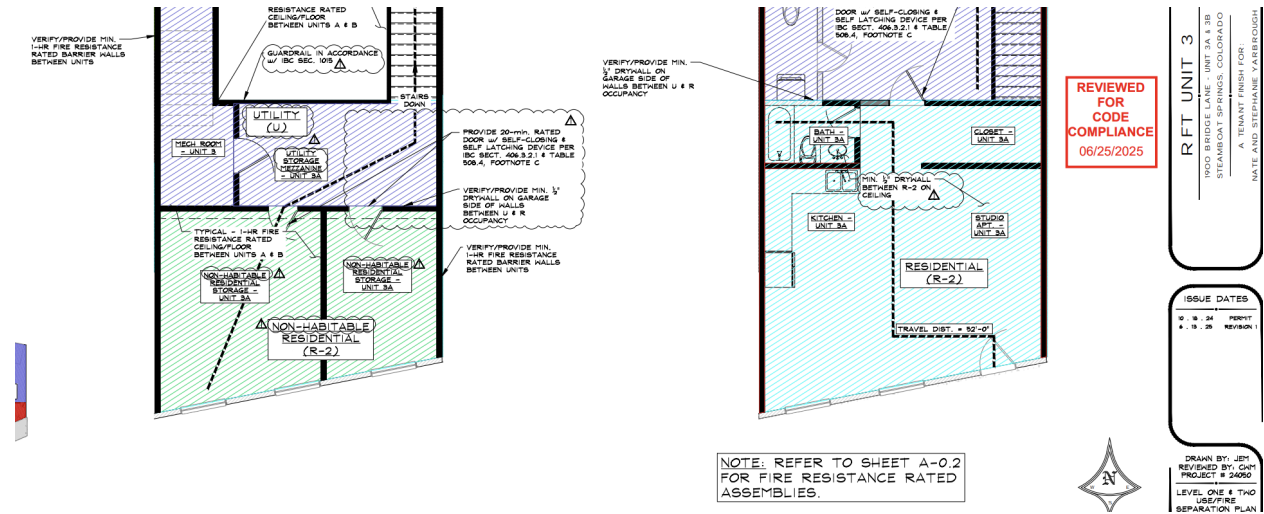 RESISTANCE RATED
CEILING/FLOOR
BETWEEN UNITS A & B
VERIFY/PROVIDE MIN.
1-HR FIRE RESISTANCE
RATED BARRIER WALLS
BETWEEN UNITS
GUARDRAIL IN ACCORDANCE
w/ IBC SEC. 1015
STAIRS
DOWN
UTILITY
(U)
MECH ROOM
- UNIT 3
UTILITY
STORAGE
MEZZANINE
- UNIT 3A
PROVIDE 20-min. RATED
DOOR w/ SELF-CLOSING &
SELF LATCHING DEVICE PER
IBC SECT. 406.3.2.1 & TABLE
508.4, FOOTNOTE C
VERIFY/PROVIDE MIN. ½"
DRYWALL ON GARAGE
SIDE OF WALLS
BETWEEN U & R
OCCUPANCY
TYPICAL - 1-HR FIRE
RESISTANCE RATED
CEILING/FLOOR
BETWEEN UNITS A & B
VERIFY/PROVIDE MIN.
1-HR FIRE RESISTANCE
RATED BARRIER WALLS
BETWEEN UNITS
NON-HABITABLE
RESIDENTIAL
STORAGE -
UNIT 3A
NON-HABITABLE
RESIDENTIAL
STORAGE -
UNIT 3A
NON-HABITABLE
RESIDENTIAL
(R-2)
DOOR w/ SELF-CLOSING &
SELF LATCHING DEVICE PER
IBC SECT. 406.3.2.1 & TABLE
508.4, FOOTNOTE C
VERIFY/PROVIDE MIN.
½" DRYWALL ON
GARAGE SIDE OF
WALLS BETWEEN U & R
OCCUPANCY
BATH -
UNIT 3A
CLOSET -
UNIT 3A
MIN. ½" DRYWALL
BETWEEN R-2 ON
CEILING
KITCHEN -
UNIT 3A
STUDIO
APT. -
UNIT 3A
RESIDENTIAL
(R-2)
TRAVEL DIST. = 52'-0"
NOTE: REFER TO SHEET A-0.2
FOR FIRE RESISTANCE RATED
ASSEMBLIES.
REVIEWED
FOR
CODE
COMPLIANCE
06/25/2025
N
RFT UNIT 3
1900 BRIDGE LANE - UNIT 3A & 3B
STEAMBOAT SPRINGS, COLORADO
A TENANT FINISH FOR:
NATE AND STEPHANIE YARBROUGH
ISSUE DATES
10 . 15 . 24 PERMIT
6 . 13 . 25 REVISION 1
DRAWN BY: JEM
REVIEWED BY: CWM
PROJECT # 24050
LEVEL ONE & TWO
USE/FIRE
SEPARATION PLAN